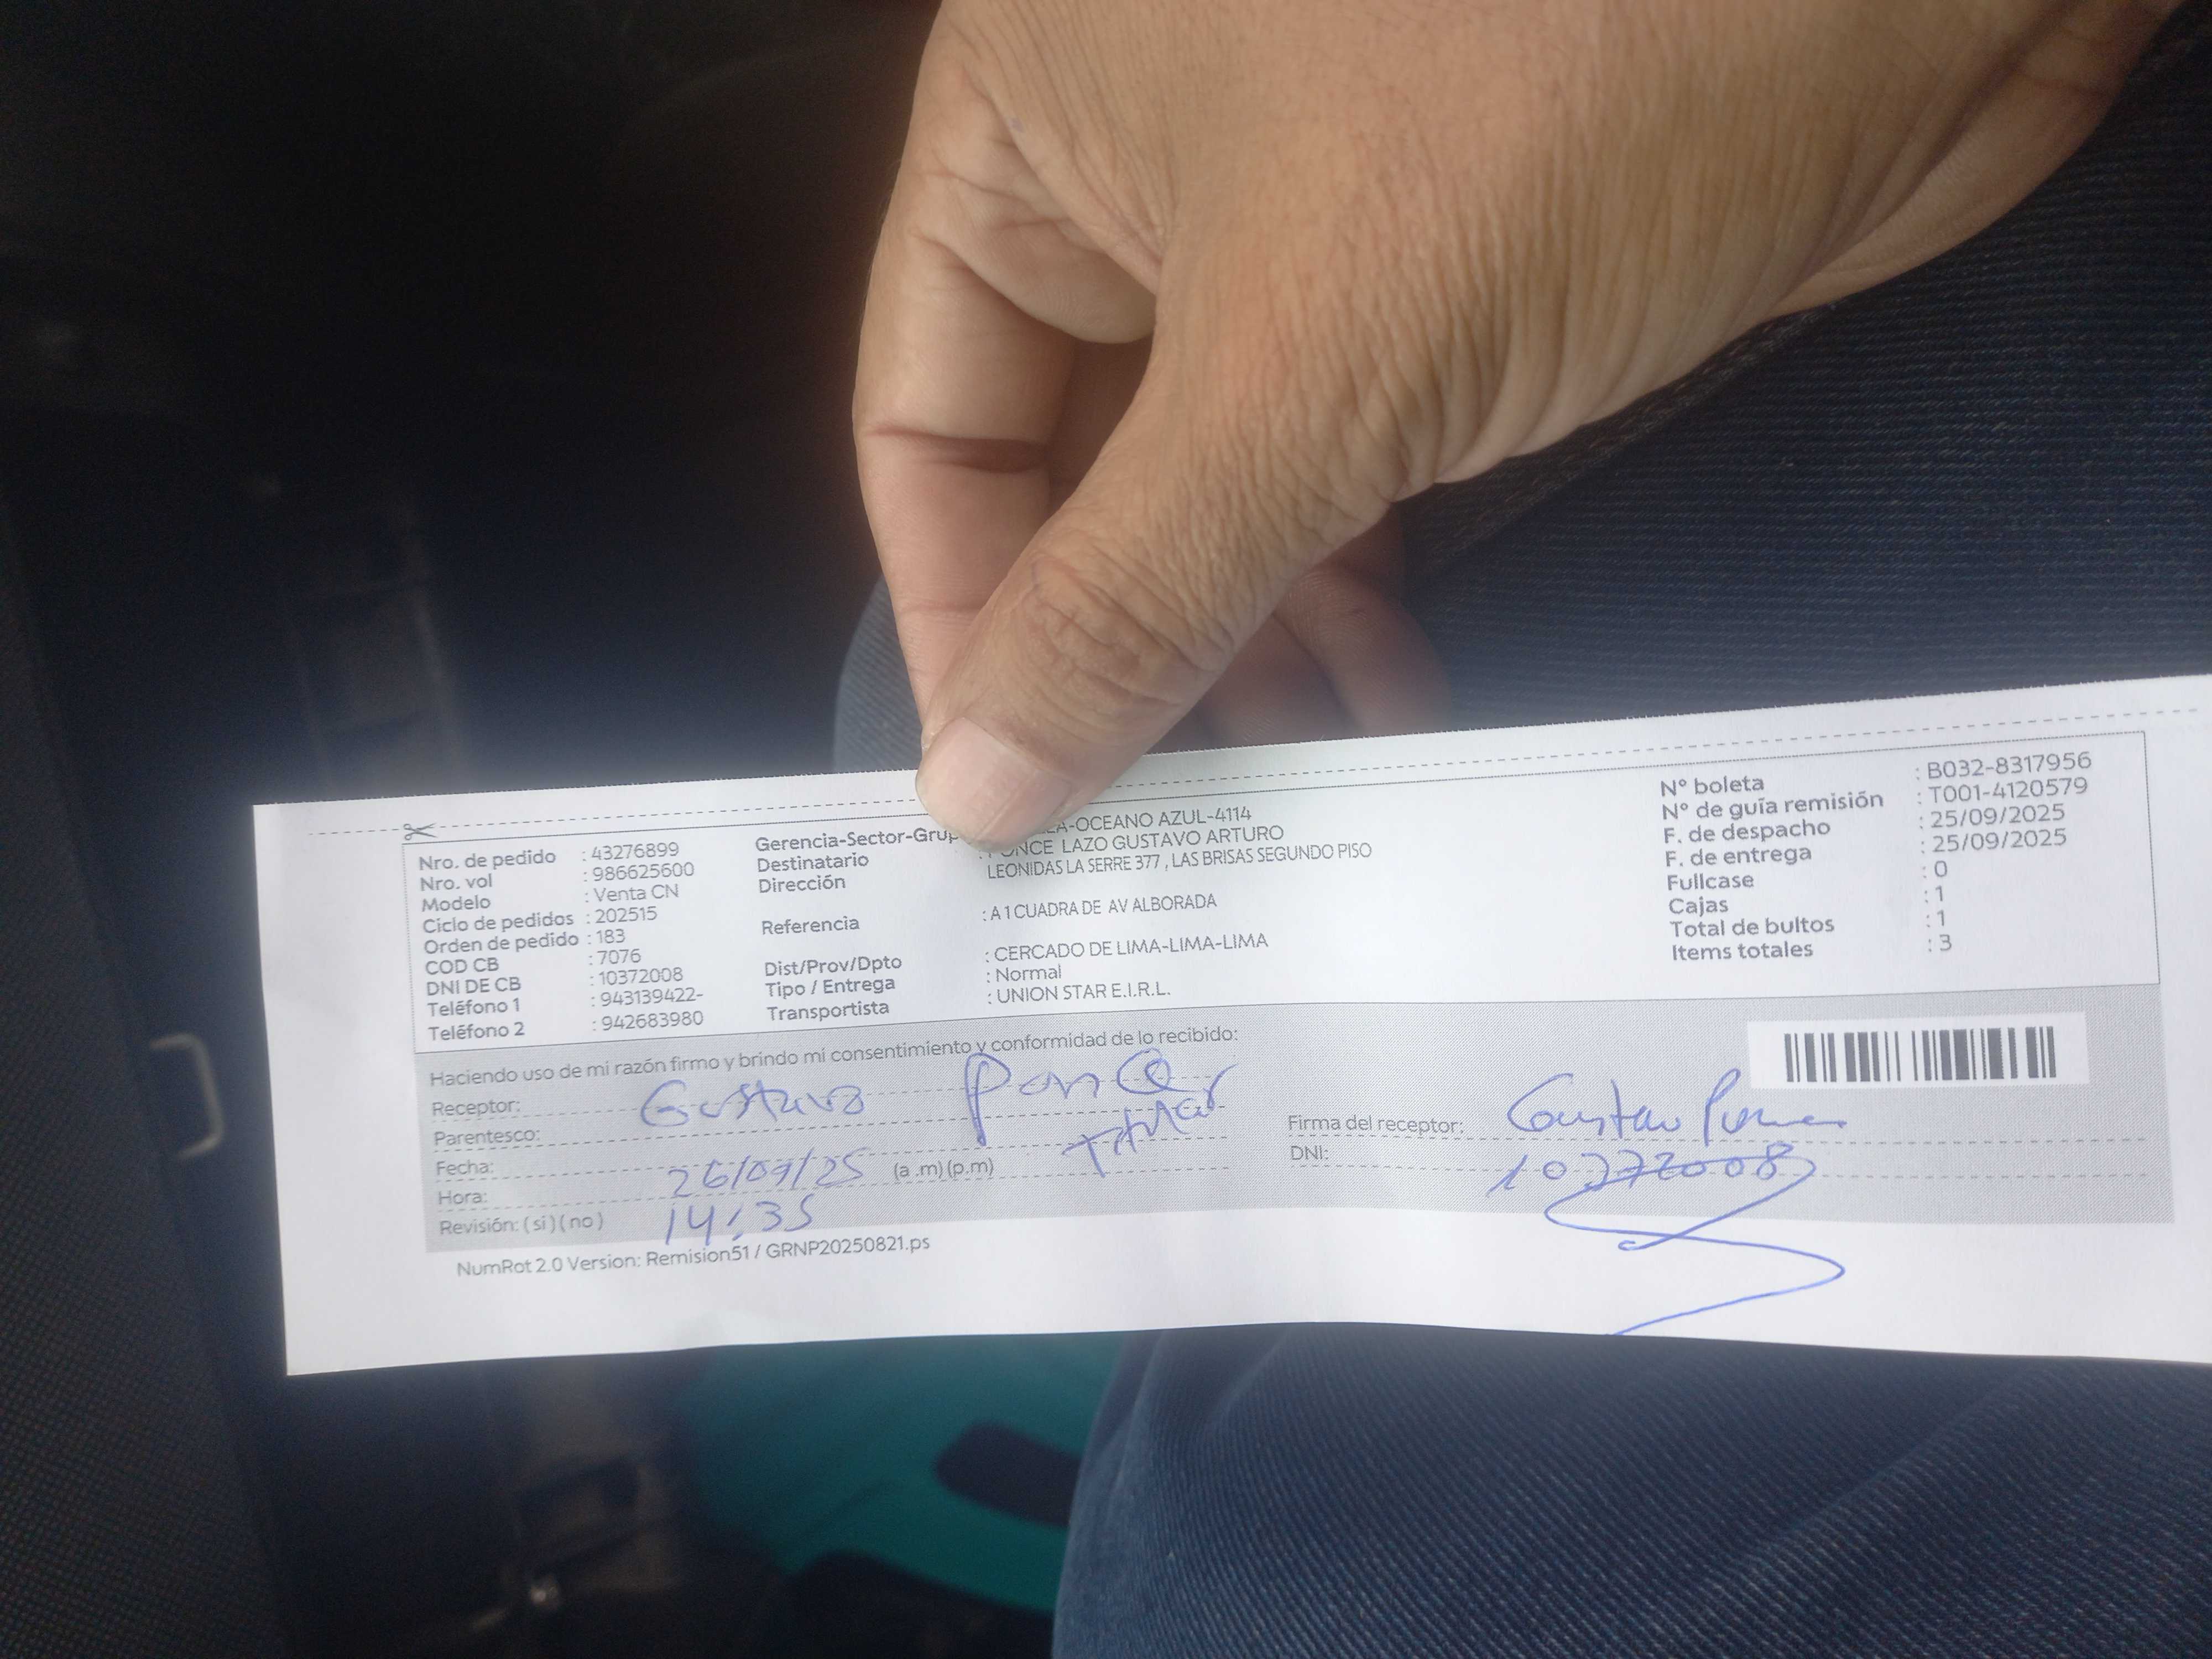 Nro. de pedido : 43276899
Nro. vol : 986625600
Modelo : Venta CN
Ciclo de pedidos : 202515
Orden de pedido : 183
COD CB : 7076
DNI DE CB : 10372008
Teléfono 1 : 943139422-
Teléfono 2 : 942683980
Gerencia-Sector-Grup -OCEANO AZUL-4114
Destinatario : PONCE LAZO GUSTAVO ARTURO
Dirección LEONIDAS LA SERRE 377 , LAS BRISAS SEGUNDO PISO
Referencia : A 1 CUADRA DE AV ALBORADA
Dist/Prov/Dpto : CERCADO DE LIMA-LIMA-LIMA
Tipo / Entrega : Normal
Transportista : UNION STAR E.I.R.L.
N° boleta : B032-8317956
N° de guía remisión : T001-4120579
F. de despacho : 25/09/2025
F. de entrega : 25/09/2025
Fullcase : 0
Cajas : 1
Total de bultos : 1
Items totales : 3
Haciendo uso de mi razón firmo y brindo mi consentimiento y conformidad de lo recibido:
Receptor: Gustavo Ponce
Parentesco: Titular
Fecha: 26/09/25 (a .m) (p.m)
Hora: 14:35
Revisión: ( si ) ( no )
Firma del receptor: Gustavo Ponce
DNI: 10372008
NumRot 2.0 Version: Remision51 / GRNP20250821.ps